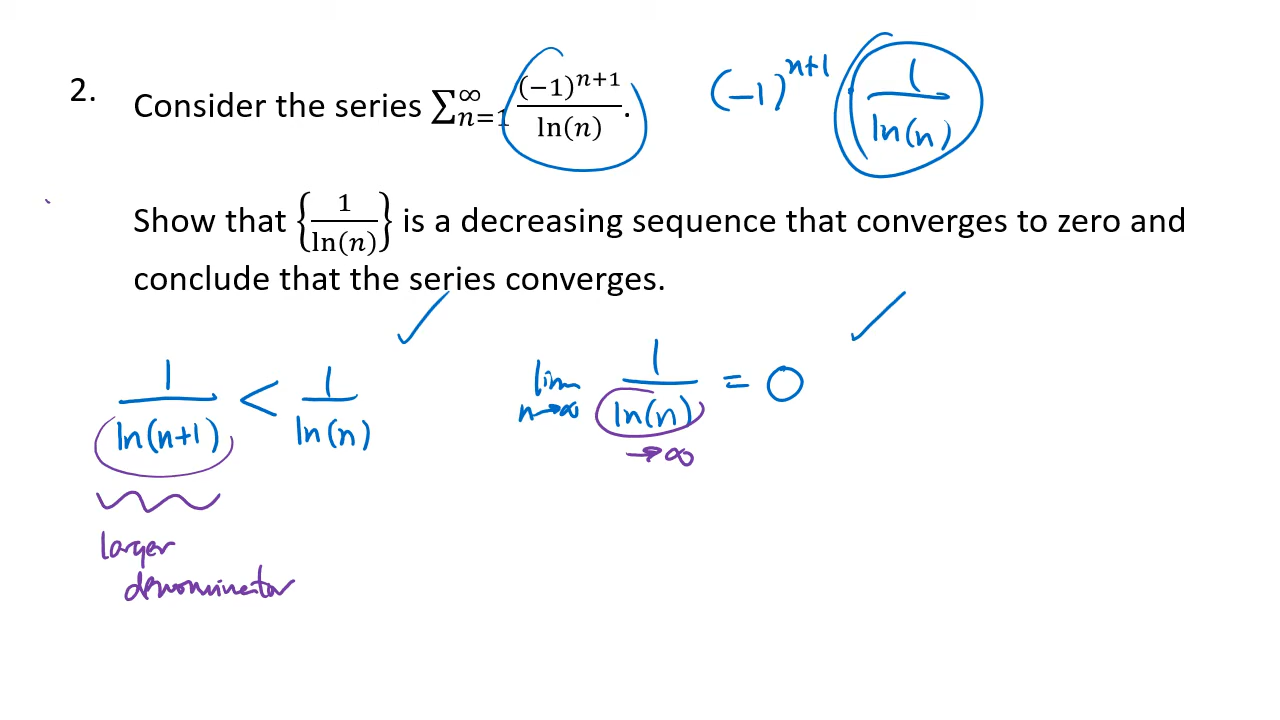 2. Consider the series ∑_{n=1}^{∞} (-1)^{n+1}/ln(n). (-1)^{n+1} 1/ln(n)
Show that {1/ln(n)} is a decreasing sequence that converges to zero and
conclude that the series converges.
1/ln(n+1) < 1/ln(n) ✓ lim_{n→∞} 1/ln(n) = 0 ✓
→∞
larger
denominator